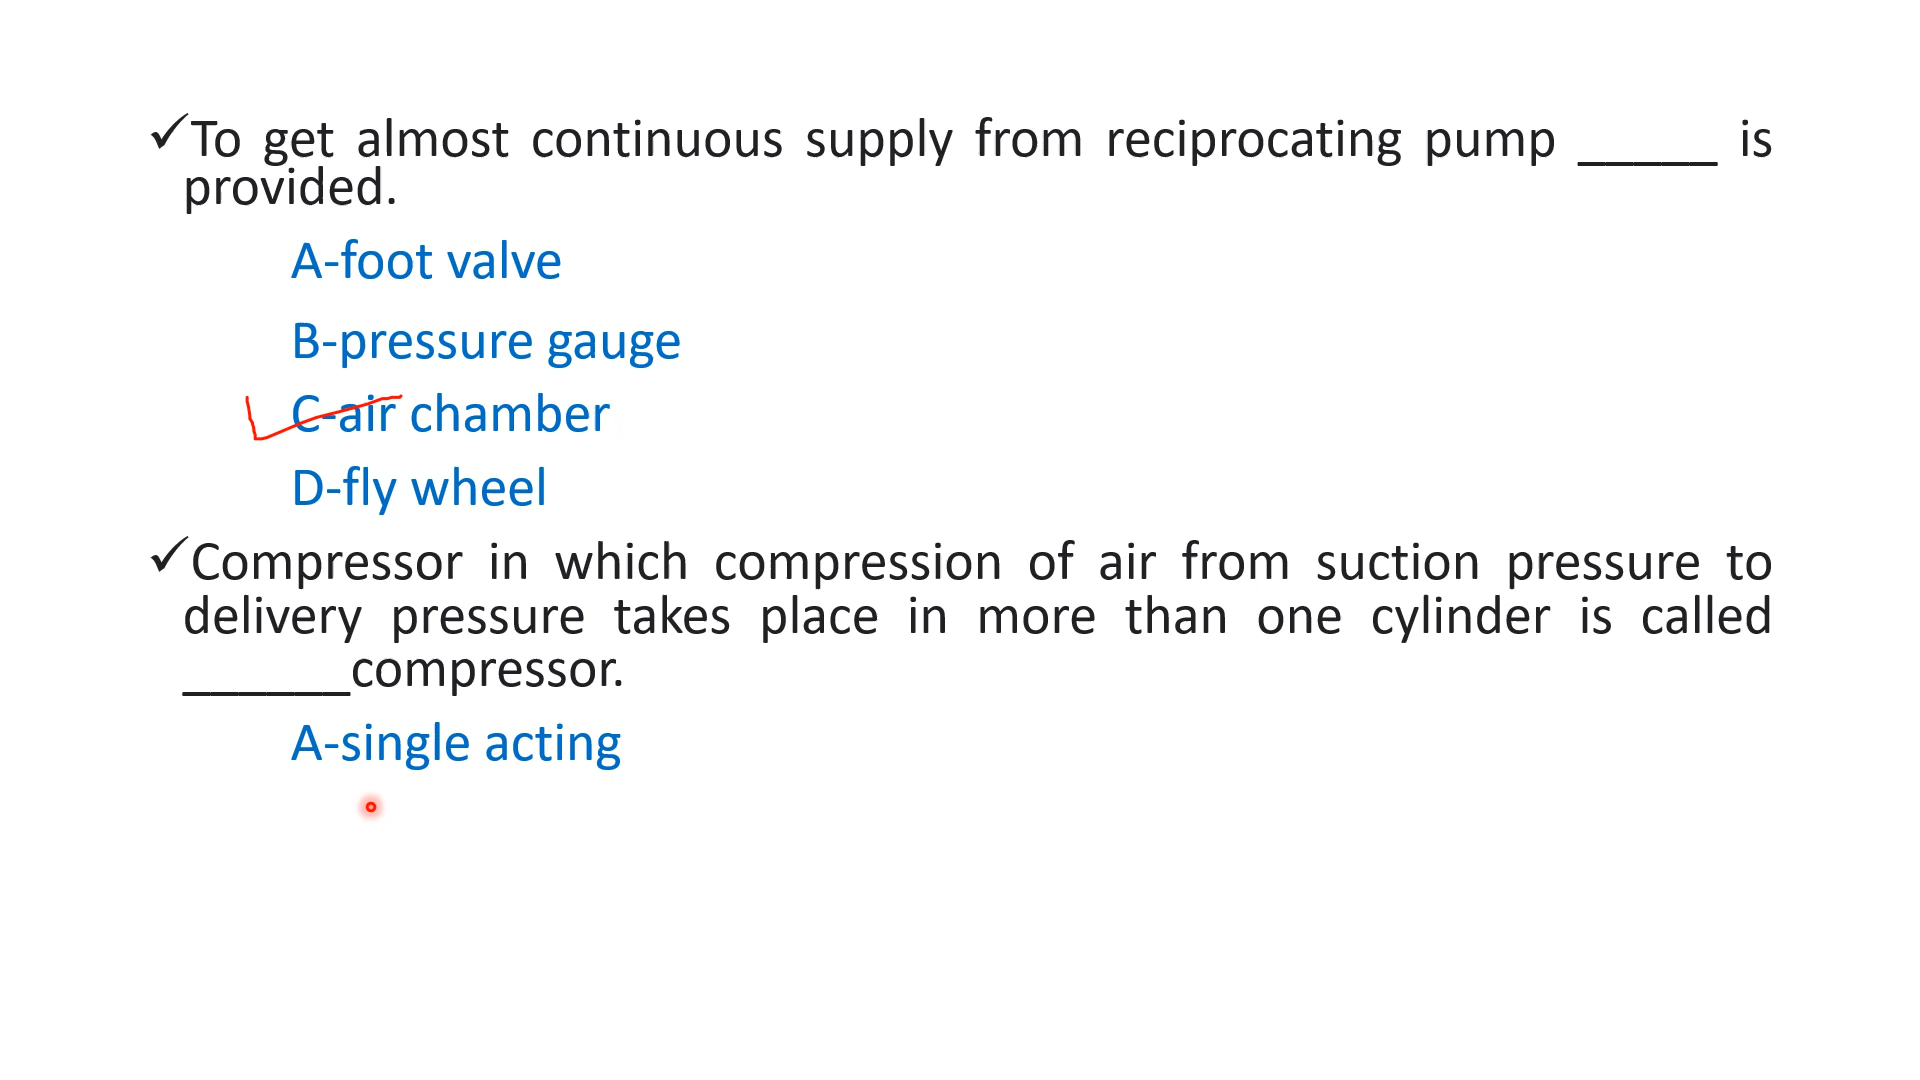 ✓To get almost continuous supply from reciprocating pump _____ is
provided.
A-foot valve
B-pressure gauge
C-air chamber
D-fly wheel
✓Compressor in which compression of air from suction pressure to
delivery pressure takes place in more than one cylinder is called
______compressor.
A-single acting